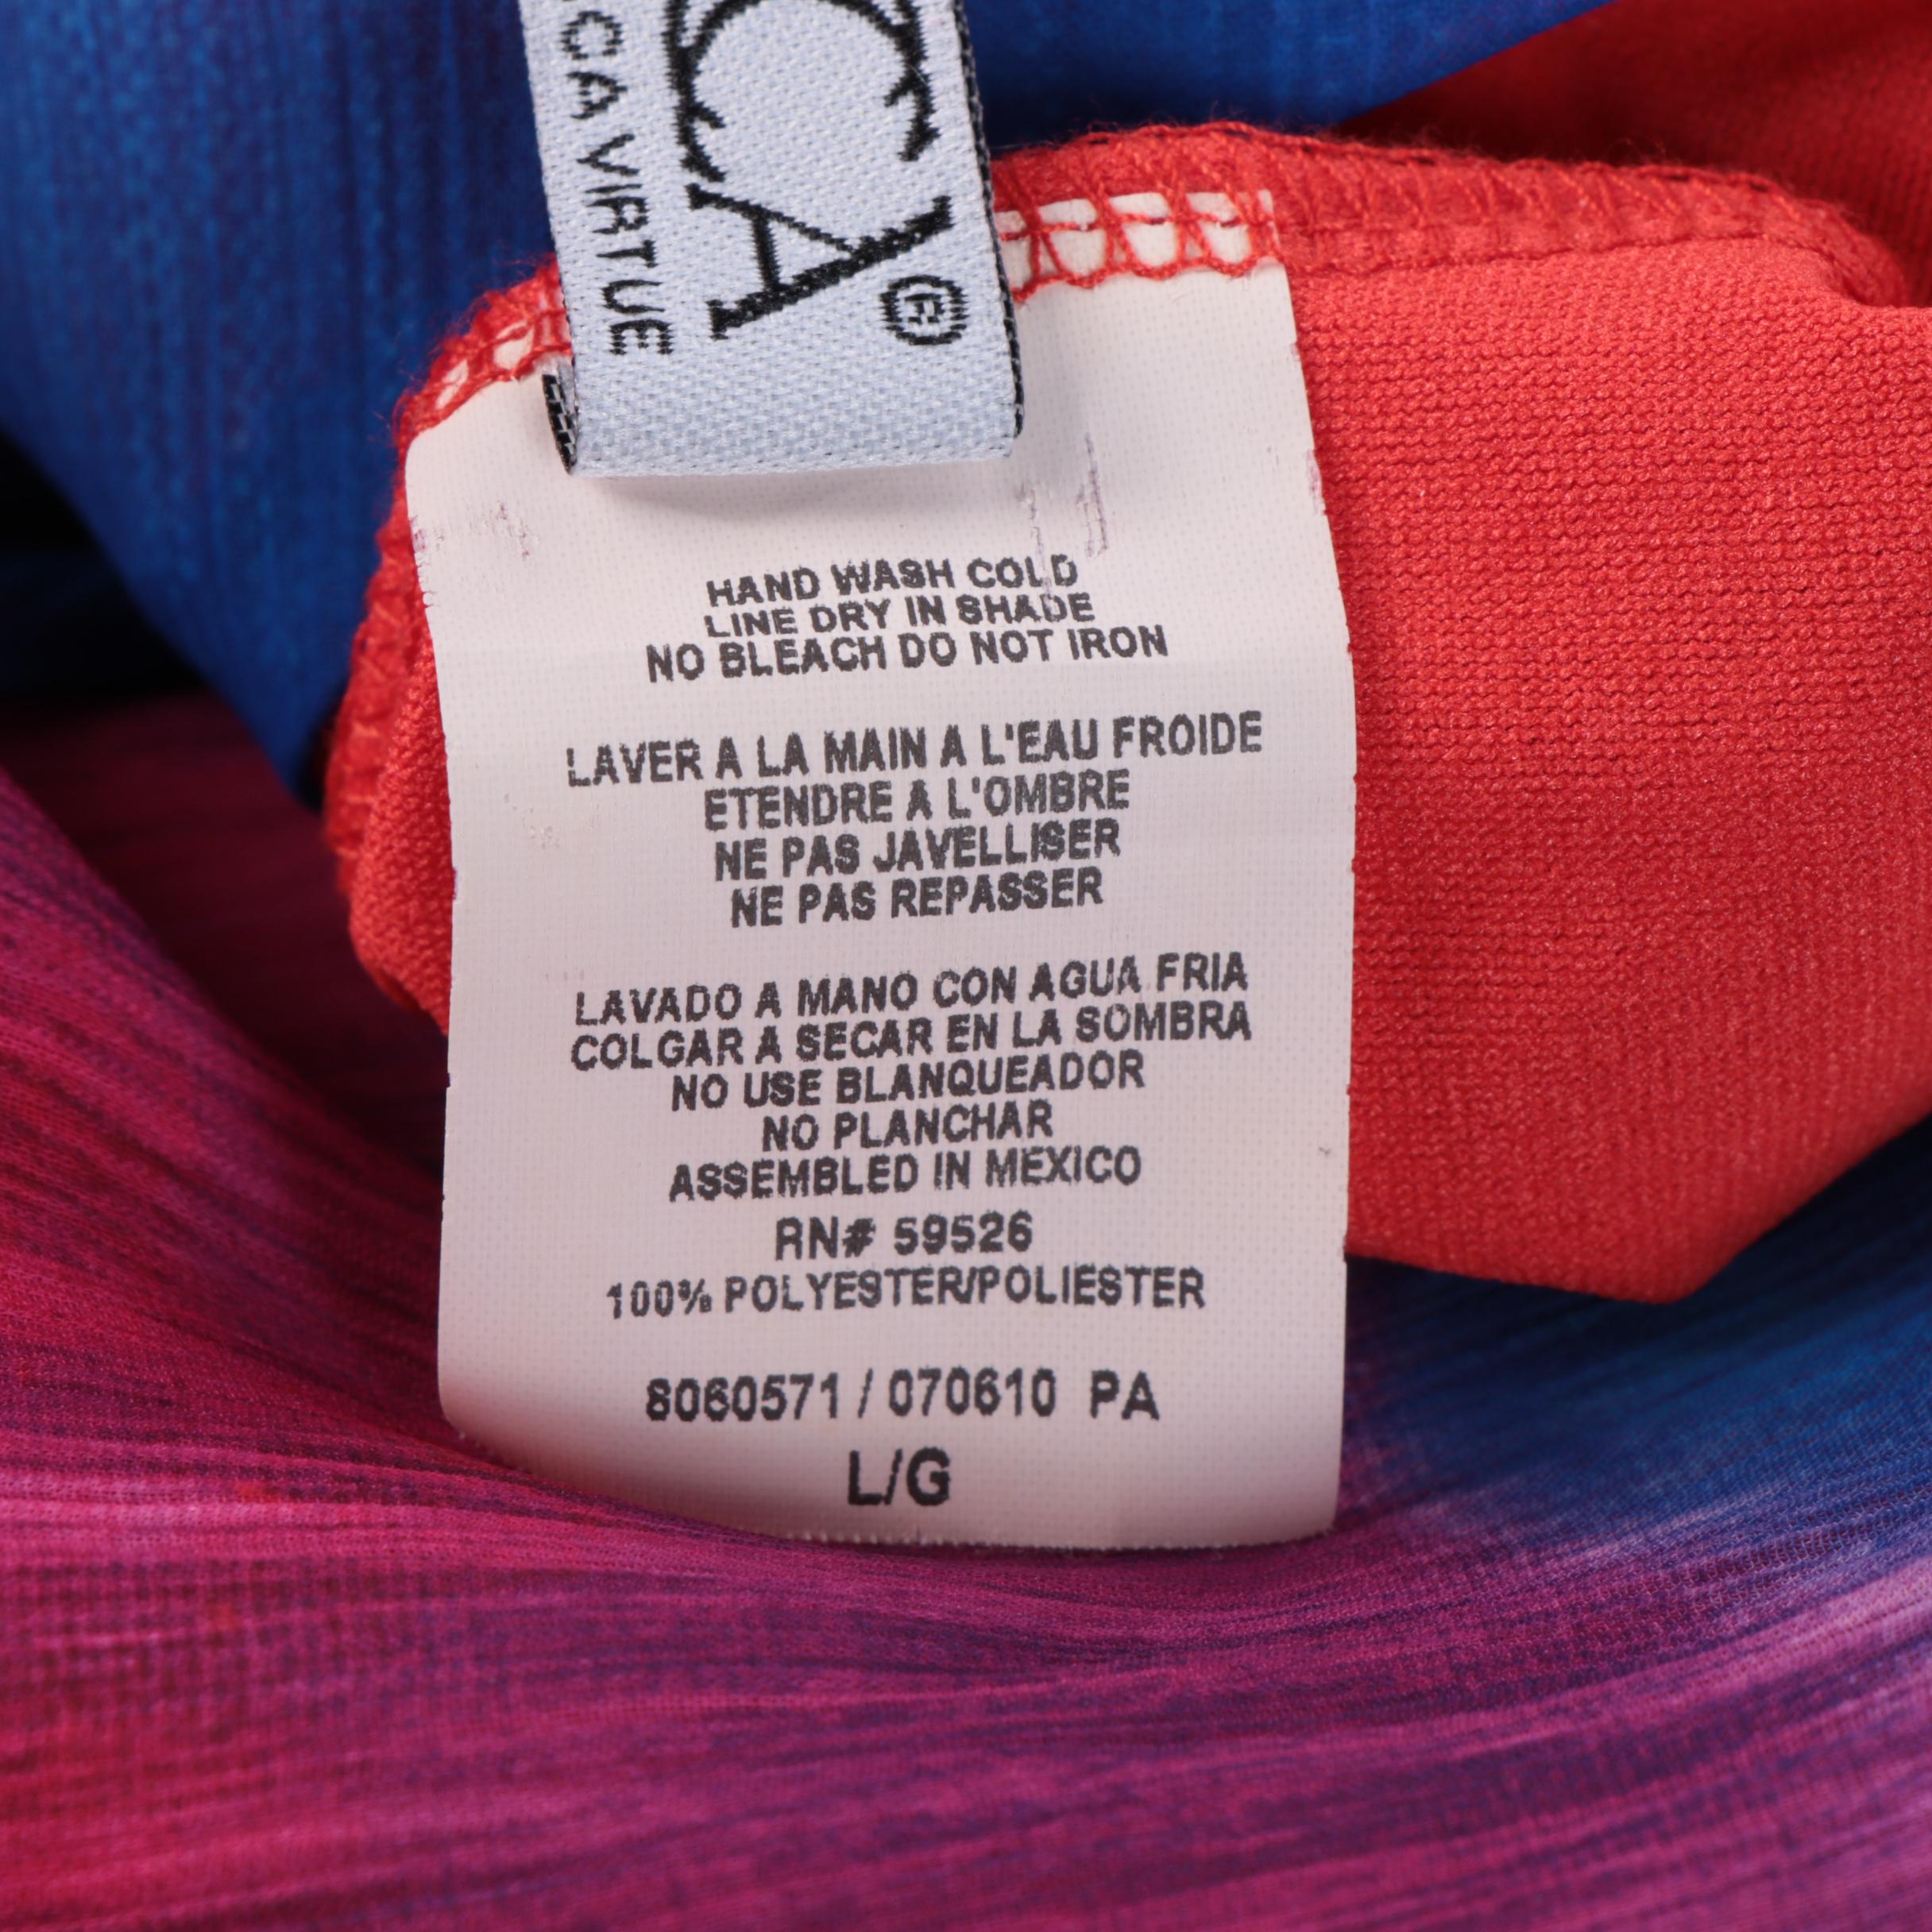 CA®
CA VIRTUE
HAND WASH COLD
LINE DRY IN SHADE
NO BLEACH DO NOT IRON
LAVER A LA MAIN A L'EAU FROIDE
ETENDRE A L'OMBRE
NE PAS JAVELLISER
NE PAS REPASSER
LAVADO A MANO CON AGUA FRIA
COLGAR A SECAR EN LA SOMBRA
NO USE BLANQUEADOR
NO PLANCHAR
ASSEMBLED IN MEXICO
RN# 59526
100% POLYESTER/POLIESTER
8060571 / 070610 PA
L/G